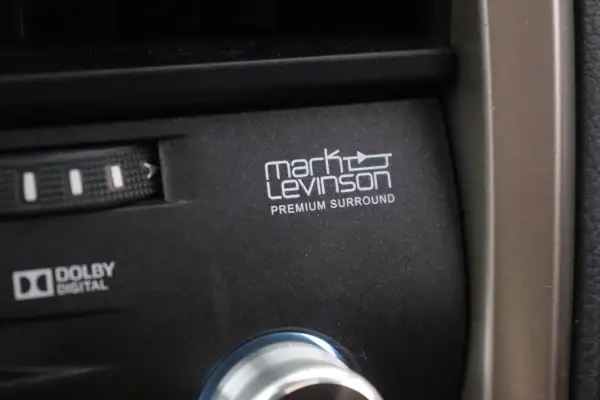 mark
Levinson
PREMIUM SURROUND
DOLBY
DIGITAL